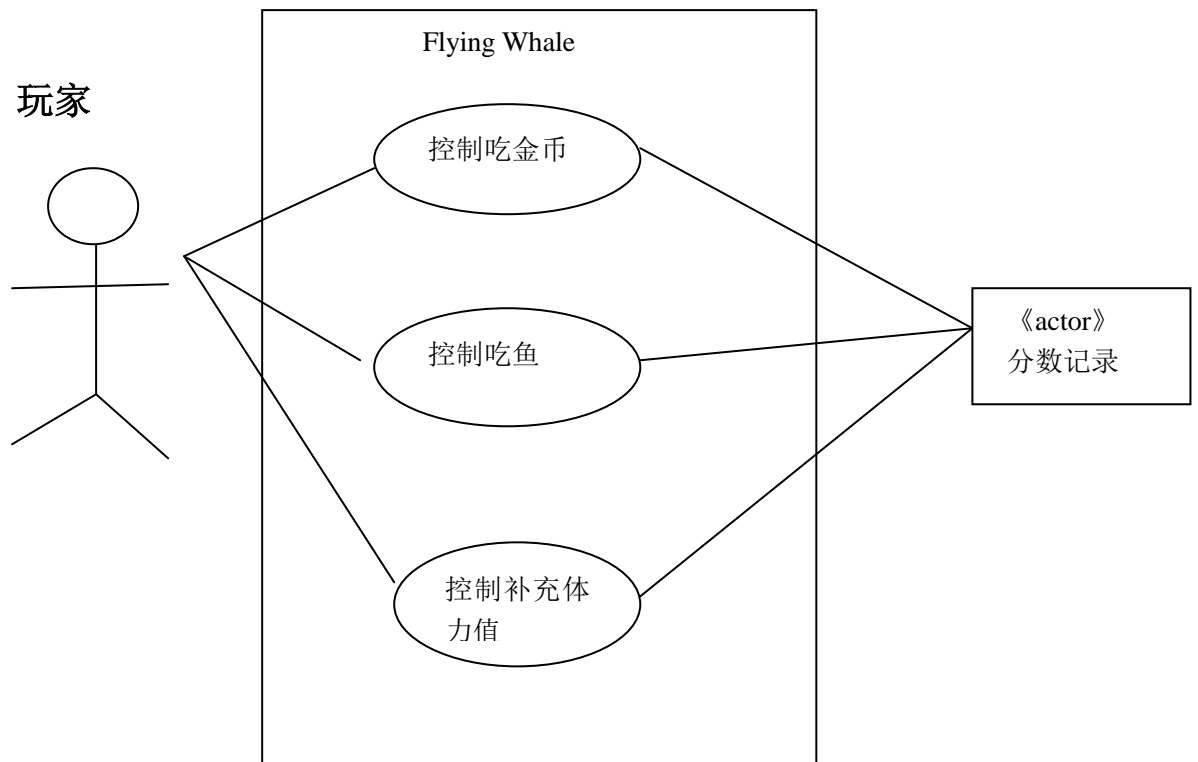 Flying Whale
玩家
控制吃金币
控制吃鱼
《actor》
分数记录
控制补充体
力值